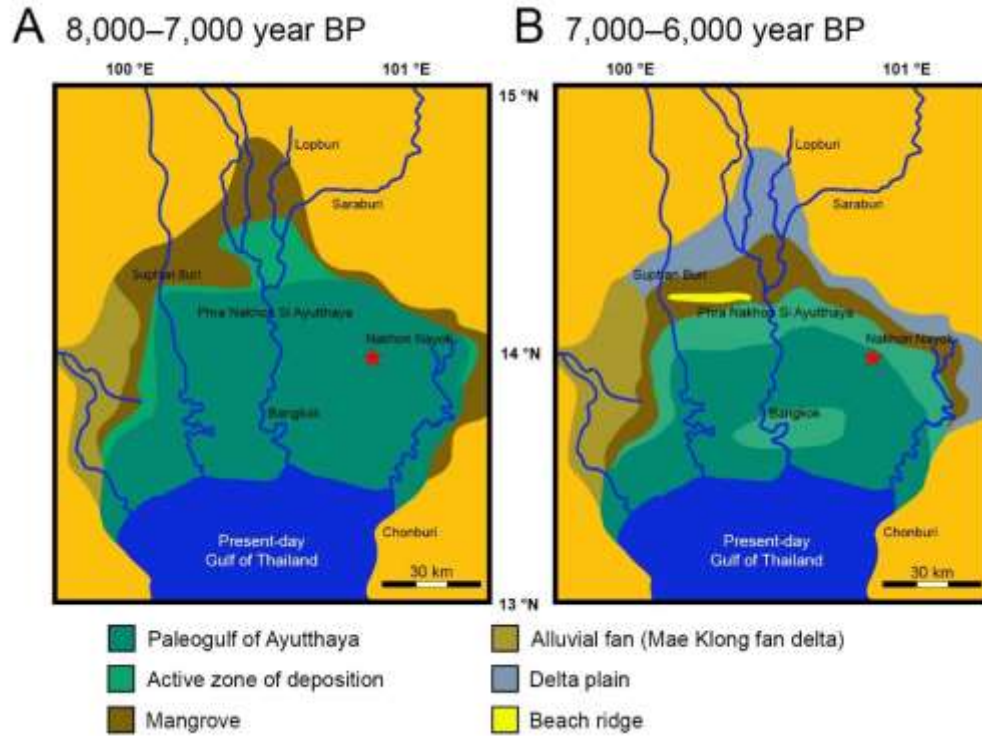 A 8,000–7,000 year BP
B 7,000–6,000 year BP
100 °E
101 °E
100 °E
101 °E
15 °N
14 °N
13 °N
Lopburi
Saraburi
Suphan Buri
Phra Nakhon Si Ayutthaya
Nakhon Nayok
Bangkok
Chonburi
Present-day
Gulf of Thailand
30 km
Lopburi
Saraburi
Suphan Buri
Phra Nakhon Si Ayutthaya
Nakhon Nayok
Bangkok
Chonburi
Present-day
Gulf of Thailand
30 km
Paleogulf of Ayutthaya
Active zone of deposition
Mangrove
Alluvial fan (Mae Klong fan delta)
Delta plain
Beach ridge